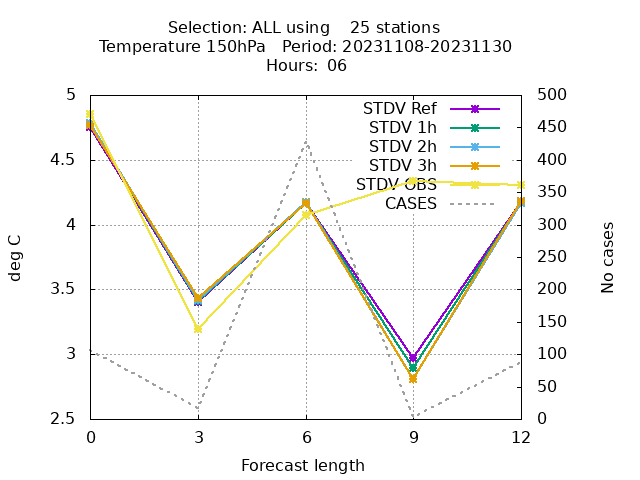 Selection: ALL using    25 stations
Temperature 150hPa   Period: 20231108-20231130
Hours: 06
5 500
STDV Ref
450
STDV 1h
STDV 2h
4.5 400
STDV 3h
350
STDV OBS
CASES
4 300
250
deg C
No cases
3.5 200
150
3 100
50
2.5 0
0 3 6 9 12
Forecast length